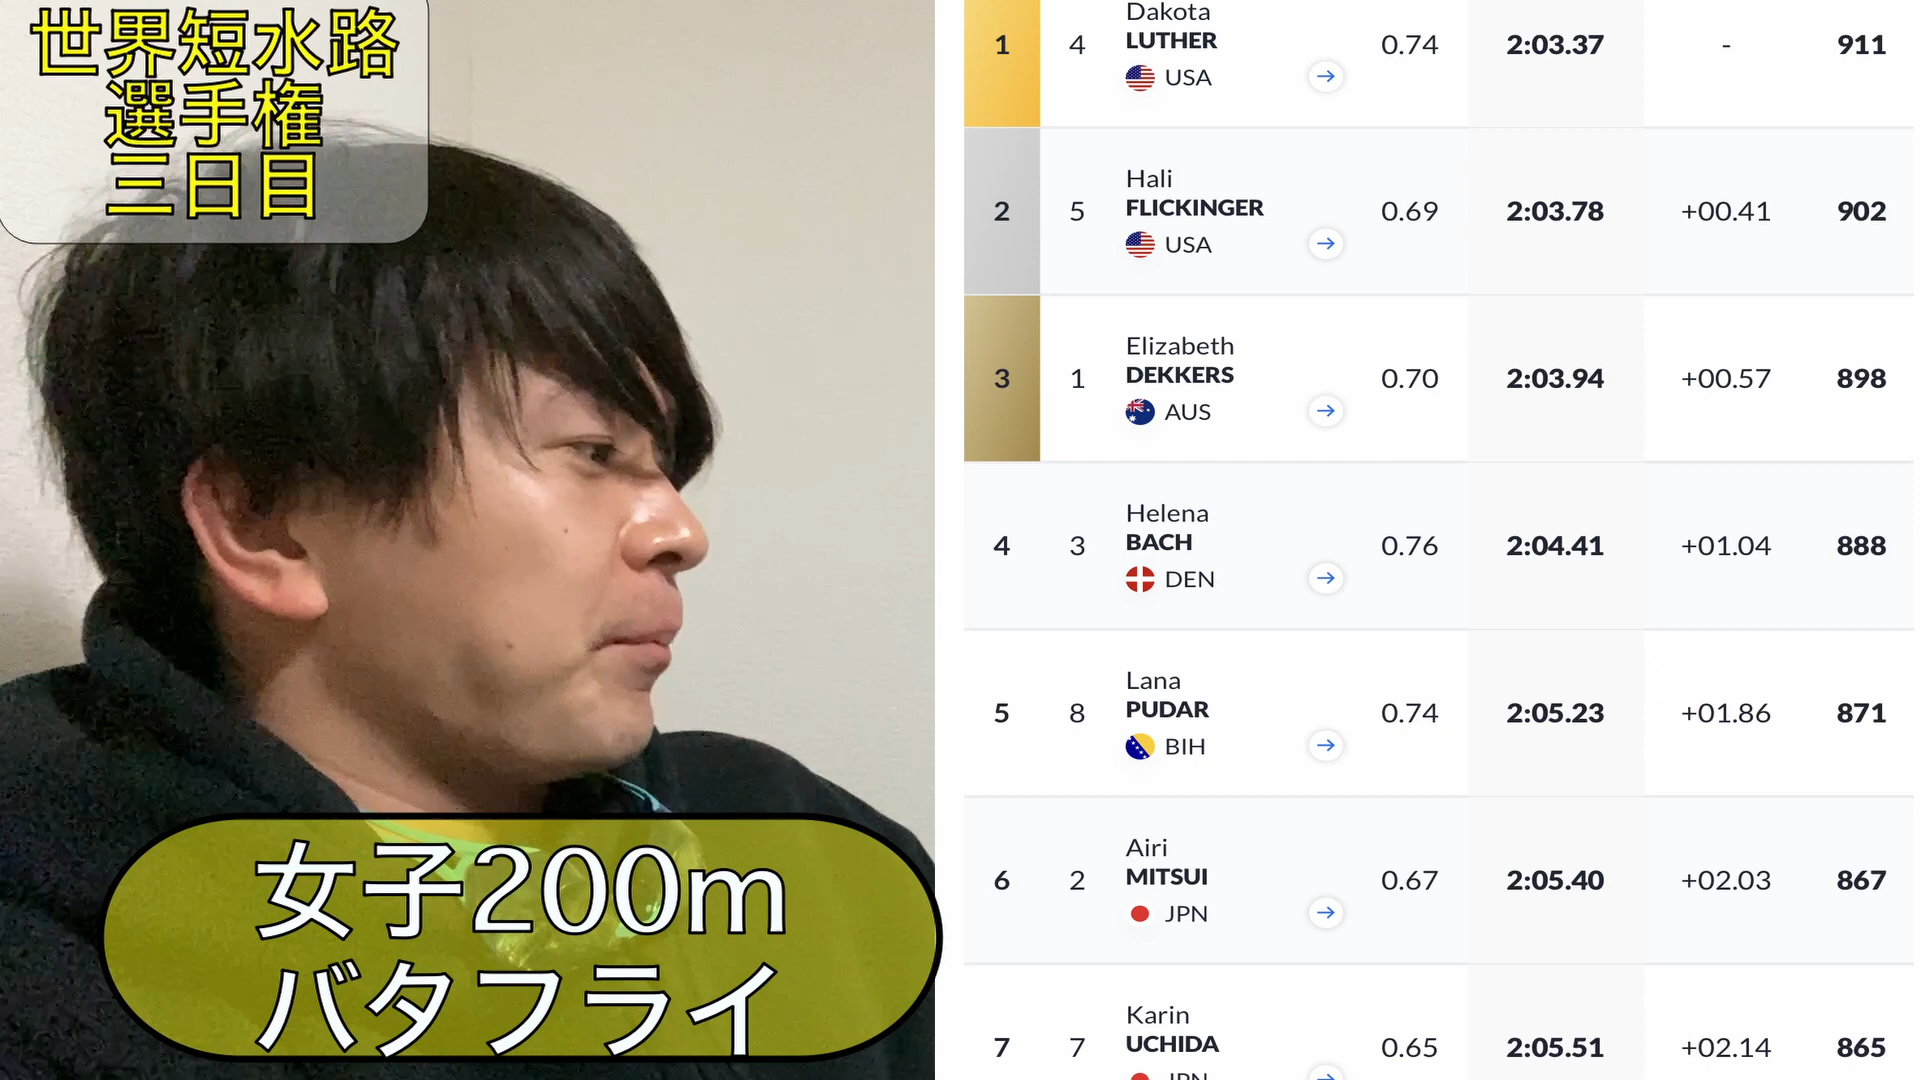 世界短水路
選手権
三日目
女子200m
バタフライ
1 4 Dakota 0.74 2:03.37 - 911
LUTHER
USA
2 5 Hali 0.69 2:03.78 +00.41 902
FLICKINGER
USA
3 1 Elizabeth 0.70 2:03.94 +00.57 898
DEKKERS
AUS
4 3 Helena 0.76 2:04.41 +01.04 888
BACH
DEN
5 8 Lana 0.74 2:05.23 +01.86 871
PUDAR
BIH
6 2 Airi 0.67 2:05.40 +02.03 867
MITSUI
JPN
7 7 Karin 0.65 2:05.51 +02.14 865
UCHIDA
JPN